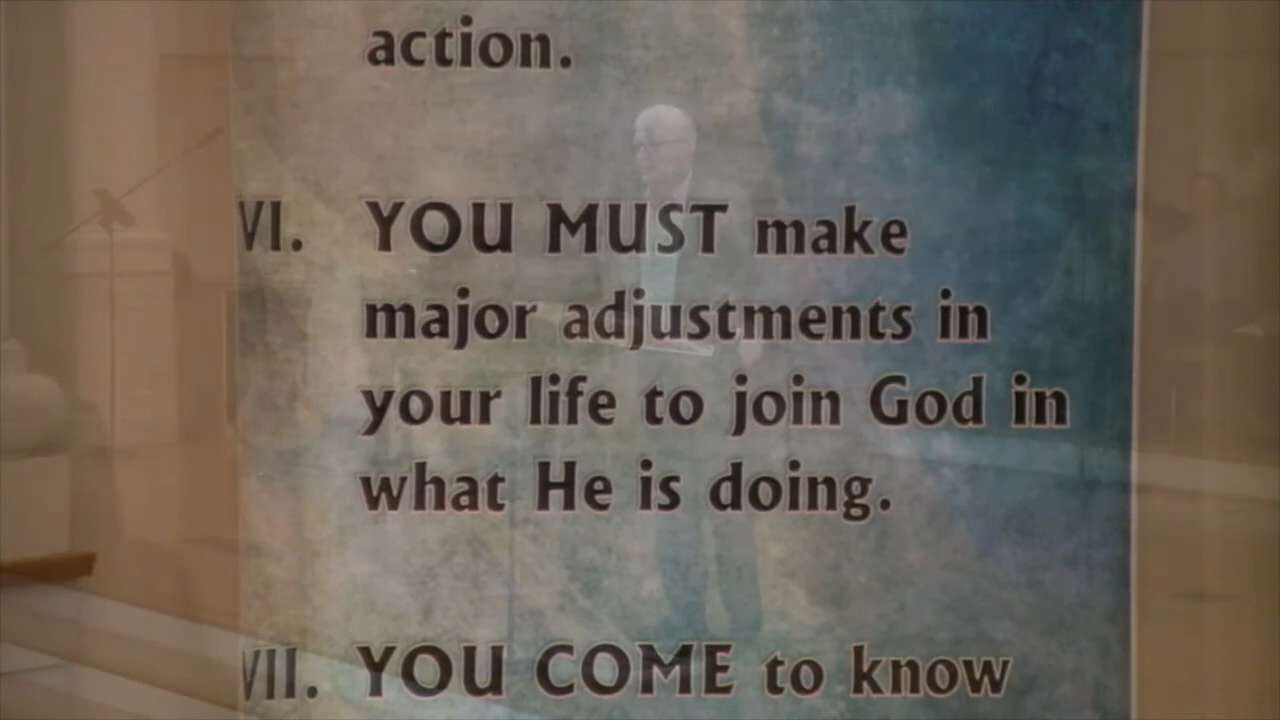 action.
VI. YOU MUST make
major adjustments in
your life to join God in
what He is doing.
VII. YOU COME to know